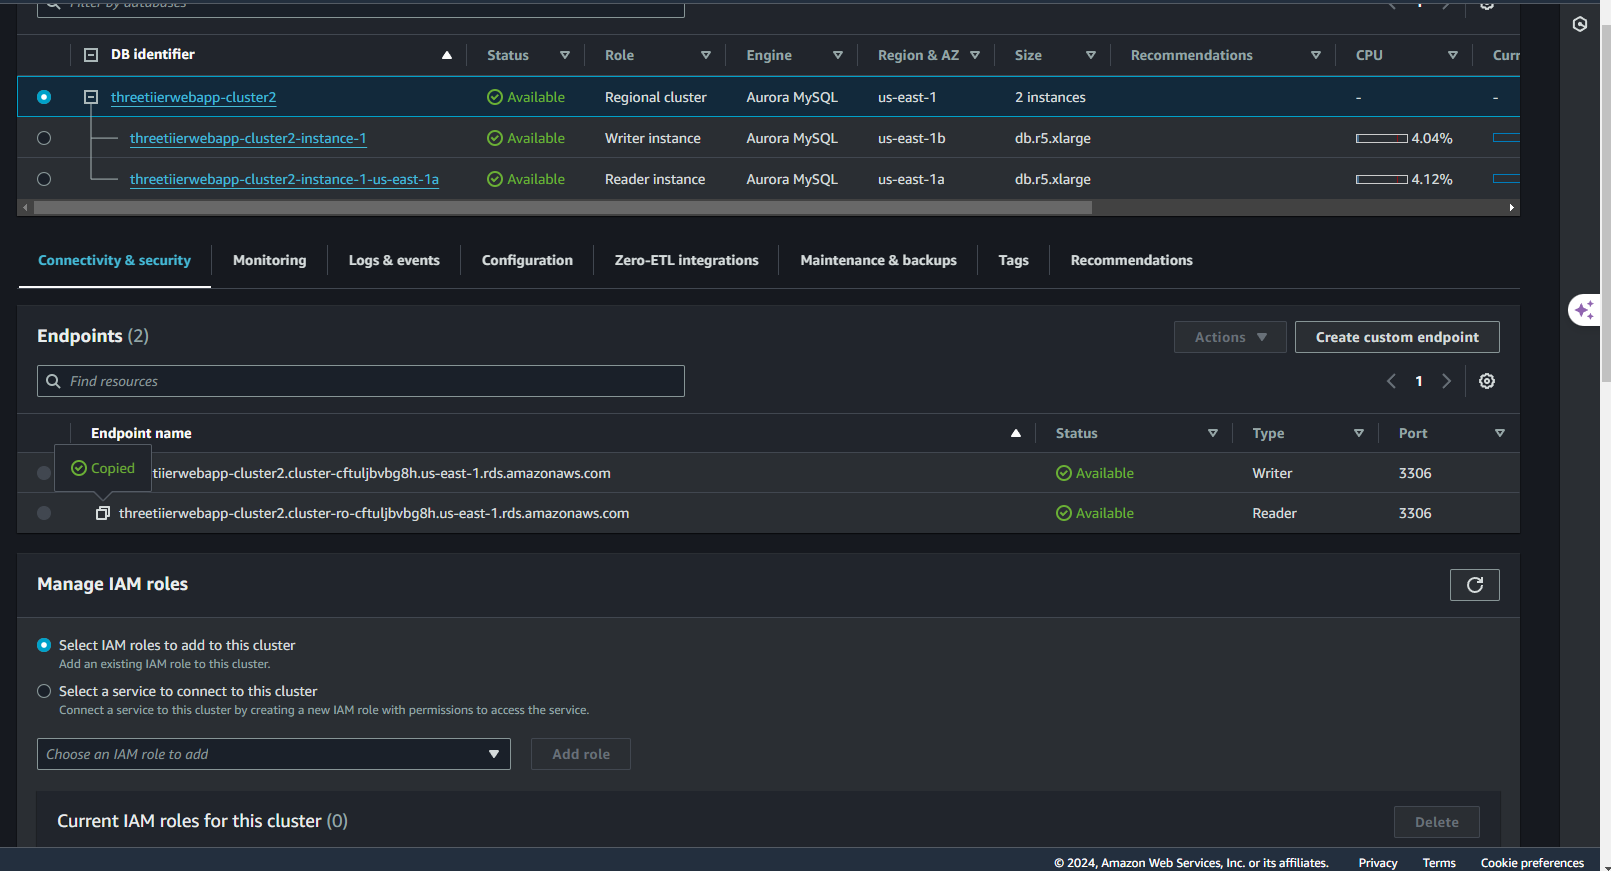 Filter by databases 1
DB identifier Status Role Engine Region & AZ Size Recommendations CPU Curr
threetiierwebapp-cluster2 Available Regional cluster Aurora MySQL us-east-1 2 instances - -
threetiierwebapp-cluster2-instance-1 Available Writer instance Aurora MySQL us-east-1b db.r5.xlarge 4.04%
threetiierwebapp-cluster2-instance-1-us-east-1a Available Reader instance Aurora MySQL us-east-1a db.r5.xlarge 4.12%
Connectivity & security Monitoring Logs & events Configuration Zero-ETL integrations Maintenance & backups Tags Recommendations
Endpoints (2) Actions Create custom endpoint
Find resources 1
Endpoint name Status Type Port
Copied
tiierwebapp-cluster2.cluster-cftuljbvbg8h.us-east-1.rds.amazonaws.com Available Writer 3306
threetiierwebapp-cluster2.cluster-ro-cftuljbvbg8h.us-east-1.rds.amazonaws.com Available Reader 3306
Manage IAM roles
Select IAM roles to add to this cluster
Add an existing IAM role to this cluster.
Select a service to connect to this cluster
Connect a service to this cluster by creating a new IAM role with permissions to access the service.
Choose an IAM role to add Add role
Current IAM roles for this cluster (0) Delete
© 2024, Amazon Web Services, Inc. or its affiliates. Privacy Terms Cookie preferences